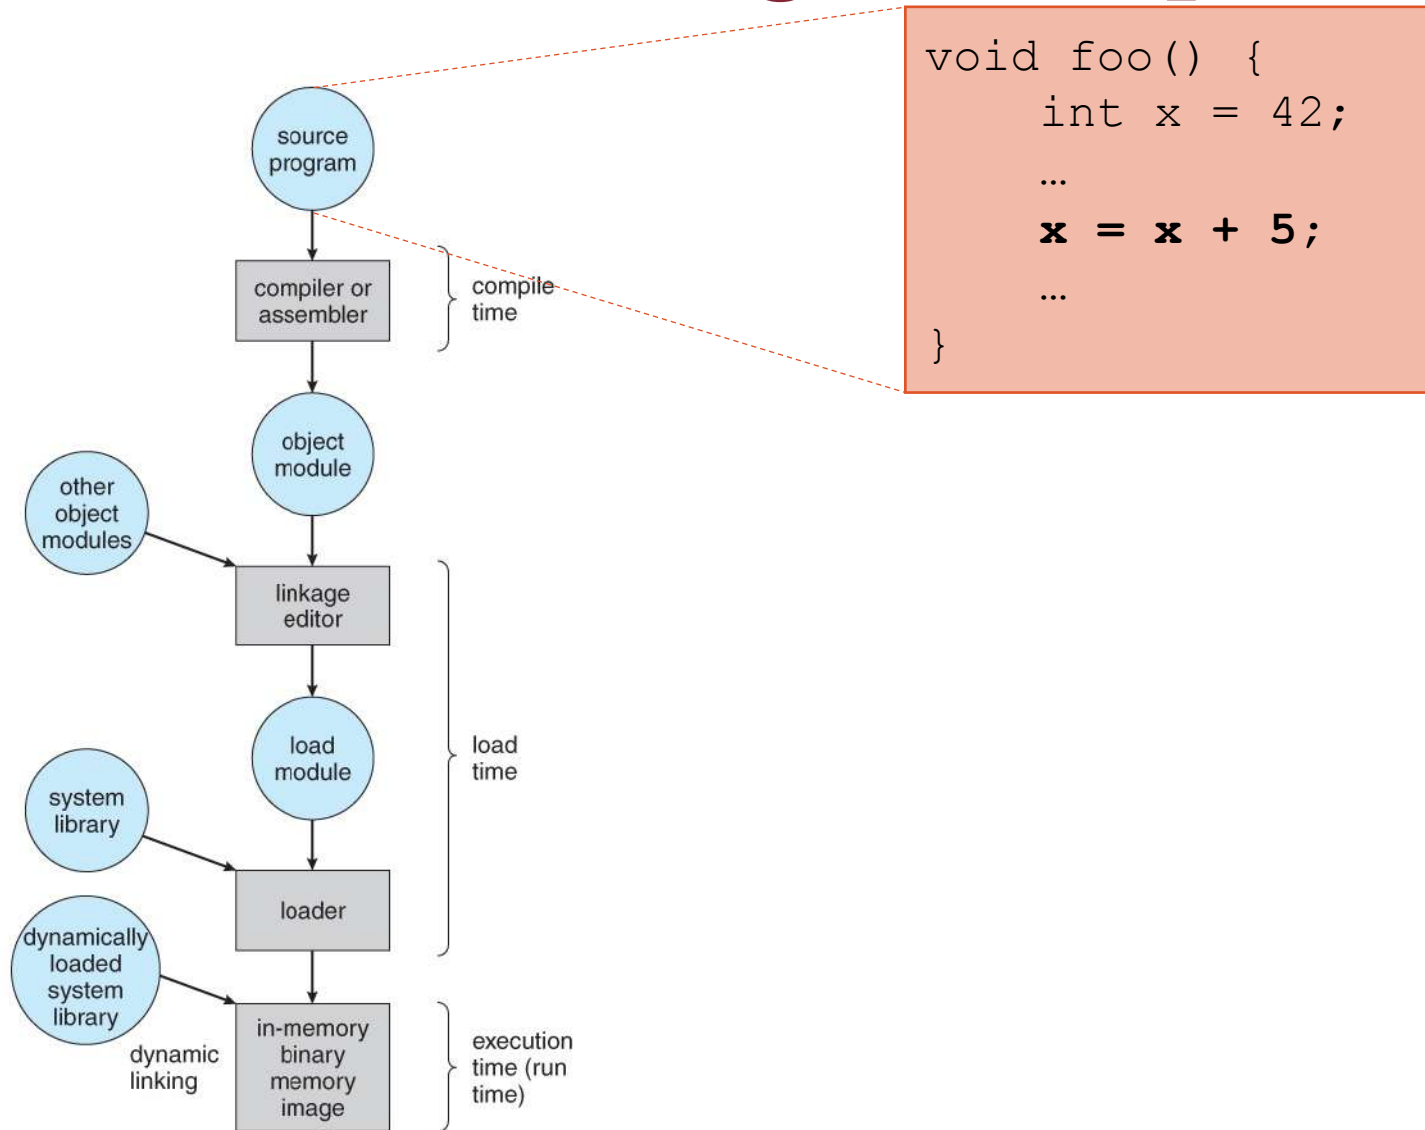 void foo() {
int x = 42;
…
x = x + 5;
…
}
source
program
compiler or
assembler
compile
time
object
module
other
object
modules
linkage
editor
load
module
load
time
system
library
loader
dynamically
loaded
system
library
dynamic
linking
in-memory
binary
memory
image
execution
time (run
time)